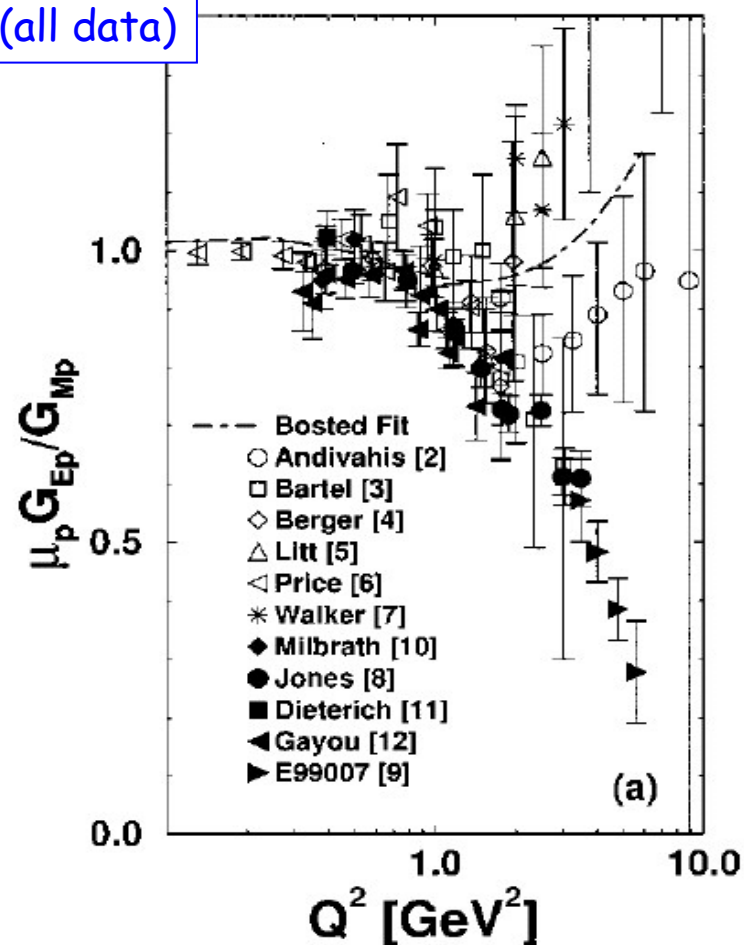 (all data)
1.0
0.5
0.0
μpGEp/GMp
Bosted Fit
Andivahis [2]
Bartel [3]
Berger [4]
Litt [5]
Price [6]
Walker [7]
Milbrath [10]
Jones [8]
Dieterich [11]
Gayou [12]
E99007 [9]
(a)
1.0 10.0
Q² [GeV²]